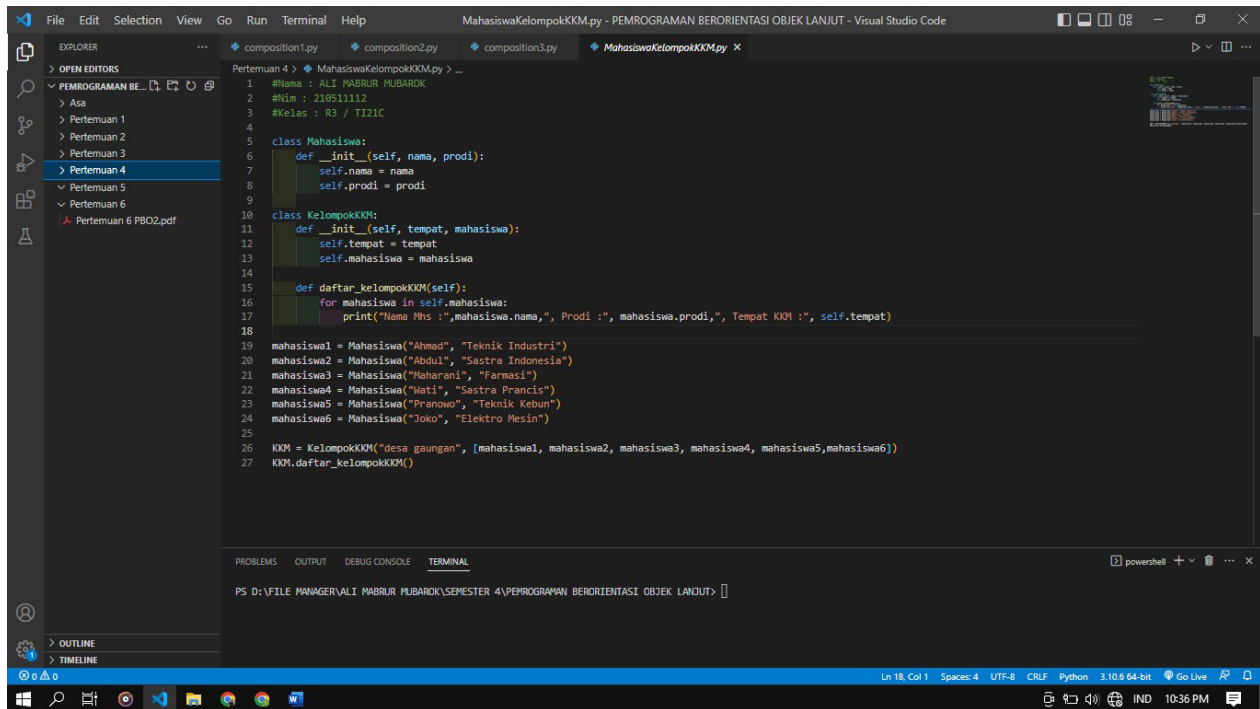 File Edit Selection View Go Run Terminal Help
MahasiswaKelompokKKM.py - PEMROGRAMAN BERORIENTASI OBJEK LANJUT - Visual Studio Code
EXPLORER
OPEN EDITORS
PEMROGRAMAN BE...
Asa
Pertemuan 1
Pertemuan 2
Pertemuan 3
Pertemuan 4
Pertemuan 5
Pertemuan 6
Pertemuan 6 PBO2.pdf
OUTLINE
TIMELINE
composition1.py composition2.py composition3.py MahasiswaKelompokKKM.py
Pertemuan 4 > MahasiswaKelompokKKM.py > ...
1 #Nama : ALI MABRUR MUBAROK
2 #Nim : 210511112
3 #Kelas : R3 / TI21C
4
5 class Mahasiswa:
6     def __init__(self, nama, prodi):
7         self.nama = nama
8         self.prodi = prodi
9
10 class KelompokKKM:
11     def __init__(self, tempat, mahasiswa):
12         self.tempat = tempat
13         self.mahasiswa = mahasiswa
14
15     def daftar_kelompokKKM(self):
16         for mahasiswa in self.mahasiswa:
17             print("Nama Mhs :",mahasiswa.nama,", Prodi :", mahasiswa.prodi,", Tempat KKM :", self.tempat)
18
19 mahasiswa1 = Mahasiswa("Ahmad", "Teknik Industri")
20 mahasiswa2 = Mahasiswa("Abdul", "Sastra Indonesia")
21 mahasiswa3 = Mahasiswa("Maharani", "Farmasi")
22 mahasiswa4 = Mahasiswa("Wati", "Sastra Prancis")
23 mahasiswa5 = Mahasiswa("Pranowo", "Teknik Kebun")
24 mahasiswa6 = Mahasiswa("Joko", "Elektro Mesin")
25
26 KKM = KelompokKKM("desa gaungan", [mahasiswa1, mahasiswa2, mahasiswa3, mahasiswa4, mahasiswa5,mahasiswa6])
27 KKM.daftar_kelompokKKM()
PROBLEMS OUTPUT DEBUG CONSOLE TERMINAL
powershell
PS D:\FILE MANAGER\ALI MABRUR MUBAROK\SEMESTER 4\PEMROGRAMAN BERORIENTASI OBJEK LANJUT>
1
0 0
Ln 18, Col 1 Spaces: 4 UTF-8 CRLF Python 3.10.6 64-bit Go Live
IND 10:36 PM